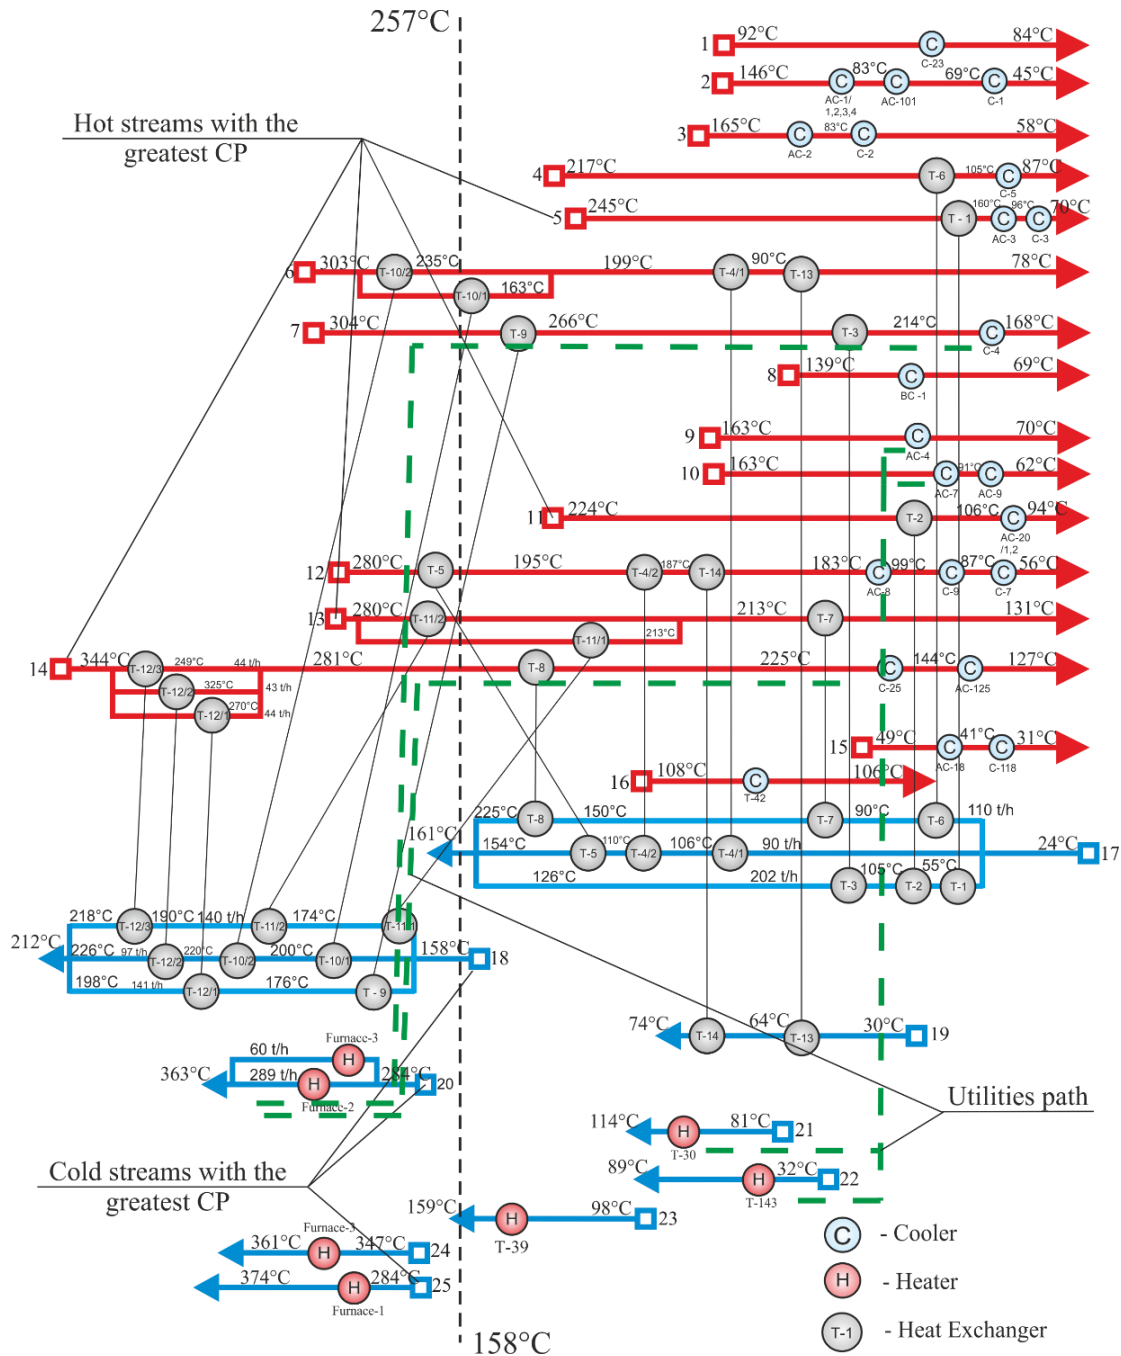 257°C
1 92°C C 84°C
C-23
2 146°C C 83°C C 69°C C 45°C
AC-1/ AC-101 C-1
1,2,3,4
Hot streams with the
greatest CP
3 165°C C 83°C C 58°C
AC-2 C-2
4 217°C T-6 105°C C 87°C
C-5
5 245°C T - 1 160°C C 96°C C 70°C
AC-3 C-3
6 303°C T-10/2 235°C 199°C T-4/1 90°C T-13 78°C
T-10/1 163°C
7 304°C T-9 266°C T-3 214°C C 168°C
C-4
8 139°C C 69°C
BC -1
9 163°C C 70°C
AC-4
10 163°C C 91°C C 62°C
AC-7 AC-9
11 224°C T-2 106°C C 94°C
AC-20
/1,2
12 280°C T-5 195°C T-4/2 187°C T-14 183°C C 99°C C 87°C C 56°C
AC-8 C-9 C-7
13 280°C T-11/2 213°C T-7 131°C
T-11/1 213°C
14 344°C T-12/3 249°C 44 t/h 281°C T-8 225°C C 144°C C 127°C
C-25 AC-125
T-12/2 325°C 43 t/h
T-12/1 270°C 44 t/h
15 49°C C 41°C C 31°C
AC-18 C-118
16 108°C C 106°C
T-42
225°C T-8 150°C T-7 90°C T-6 110 t/h
161°C 154°C T-5 110°C T-4/2 106°C T-4/1 90 t/h 24°C 17
126°C T-3 105°C T-2 55°C T-1 202 t/h
218°C T-12/3 190°C 140 t/h T-11/2 174°C T-11/1
212°C 226°C 97 t/h T-12/2 220°C T-10/2 200°C T-10/1 158°C 18
198°C 141 t/h T-12/1 176°C T - 9
74°C T-14 64°C T-13 30°C 19
Furnace-3
60 t/h H
363°C 289 t/h H 284°C 20
Furnace-2
Utilities path
114°C H 81°C 21
T-30
89°C H 32°C 22
T-143
Cold streams with the
greatest CP
159°C H 98°C 23
T-39
Furnace-3
361°C H 347°C 24
374°C H 284°C 25
Furnace-1
C - Cooler
H - Heater
T-1 - Heat Exchanger
158°C